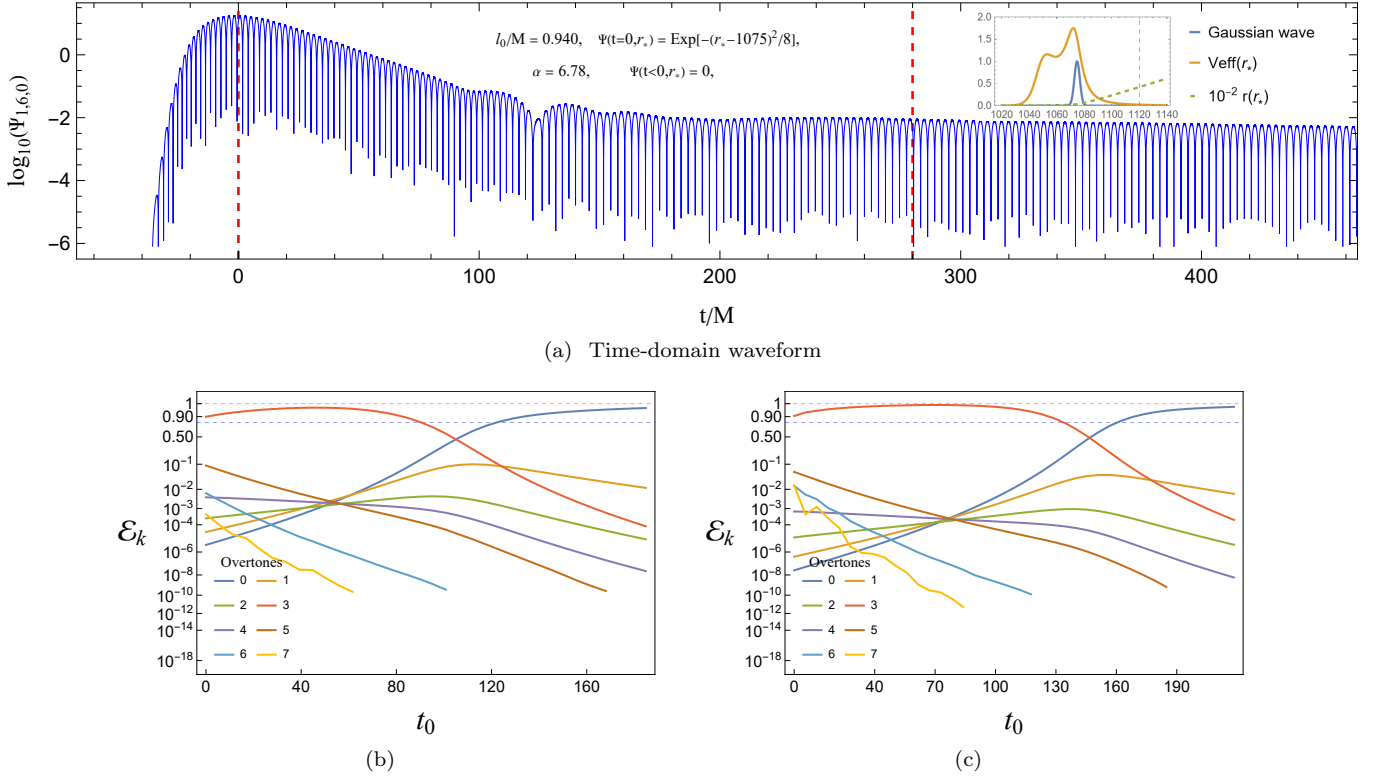 log10(Ψ1,6,0)
0
−2
−4
−6
l0/M = 0.940, Ψ(t=0,r*) = Exp[−(r*−1075)²/8],
α = 6.78, Ψ(t<0,r*) = 0,
2.0
1.5
1.0
0.5
0.0
1020 1040 1060 1080 1100 1120 1140
Gaussian wave
Veff(r*)
10⁻² r(r*)
0 100 200 300 400
t/M
(a) Time-domain waveform
ℰk
1
0.90
0.50
10⁻¹
10⁻²
10⁻³
10⁻⁴
10⁻⁶
10⁻⁸
10⁻¹⁰
10⁻¹²
10⁻¹⁴
10⁻¹⁸
Overtones
0 1
2 3
4 5
6 7
0 40 80 120 160
t0
(b)
ℰk
1
0.90
0.50
10⁻¹
10⁻²
10⁻³
10⁻⁴
10⁻⁶
10⁻⁸
10⁻¹⁰
10⁻¹²
10⁻¹⁴
10⁻¹⁸
Overtones
0 1
2 3
4 5
6 7
0 40 70 100 130 160 190
t0
(c)